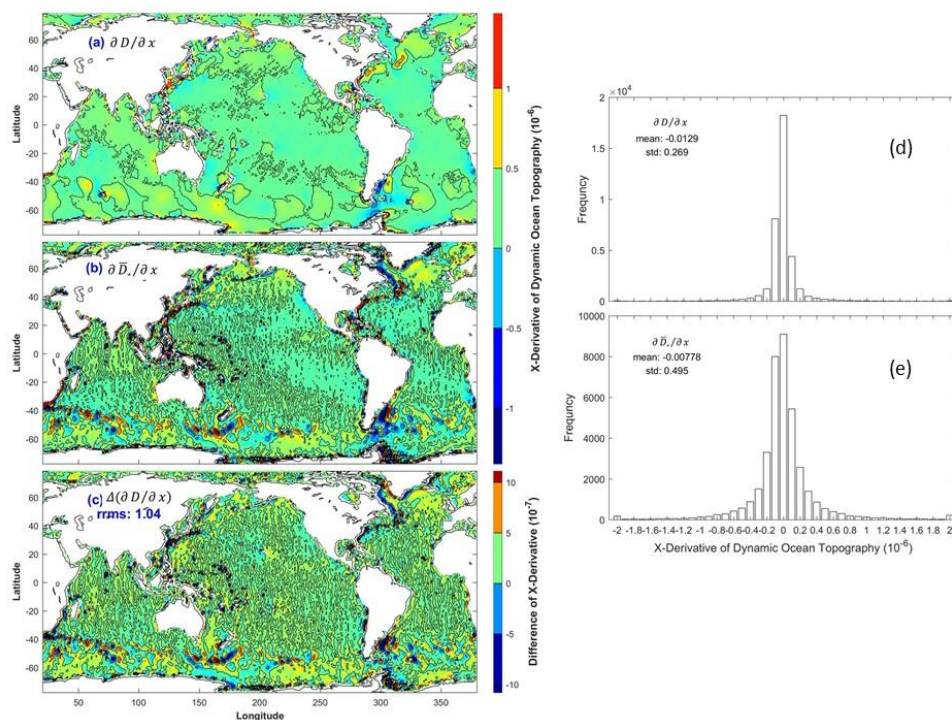 (a) ∂D/∂x
Latitude
60
40
20
0
-20
-40
-60
(b) ∂D̅*/∂x
Latitude
60
40
20
0
-20
-40
-60
(c) Δ(∂D/∂x)
rrms: 1.04
Latitude
60
40
20
0
-20
-40
-60
50 100 150 200 250 300 350
Longitude
1
0.5
0
-0.5
-1
X-Derivative of Dynamic Ocean Topography (10⁻⁶)
10
5
0
-5
-10
Difference of X-Derivative (10⁻⁷)
2 ×10⁴
1.5
1
0.5
0
Frequncy
∂D/∂x
mean: -0.0129
std: 0.269
(d)
10000
8000
6000
4000
2000
0
Frequncy
∂D̅*/∂x
mean: -0.00778
std: 0.495
(e)
-2 -1.8 -1.6 -1.4 -1.2 -1 -0.8 -0.6 -0.4 -0.2 0 0.2 0.4 0.6 0.8 1 1.2 1.4 1.6 1.8 2
X-Derivative of Dynamic Ocean Topography (10⁻⁶)